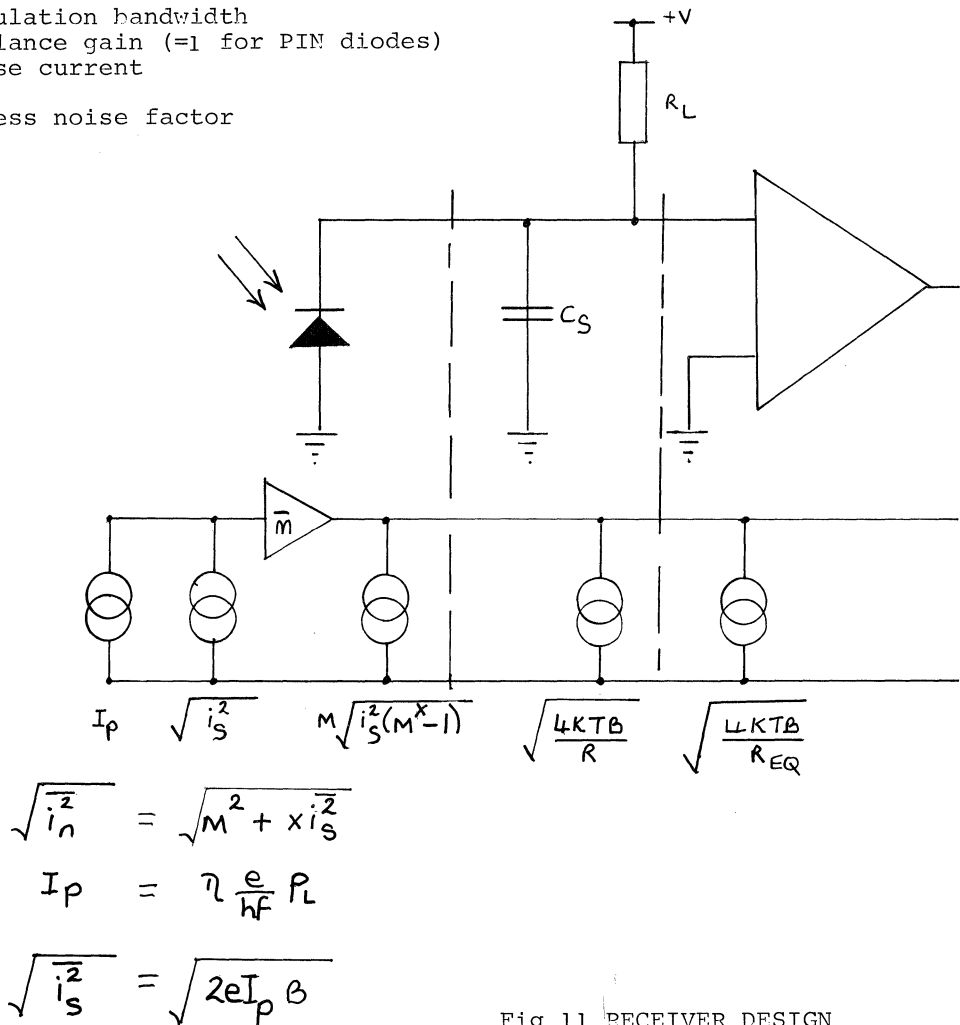 ulation bandwidth
lance gain (=1 for PIN diodes)
se current
ess noise factor
+V
R_L
C_S
m̅
I_p
√(i_s²)‾
M√(i_s²(M^x-1))‾
√(4KTB/R)
√(4KTB/R_EQ)
√(i_n²)‾ = √(M² + x i_s²)‾
I_p = η e/hf P_L
√(i_s²)‾ = √(2eI_p B)
Fig 11 RECEIVER DESIGN